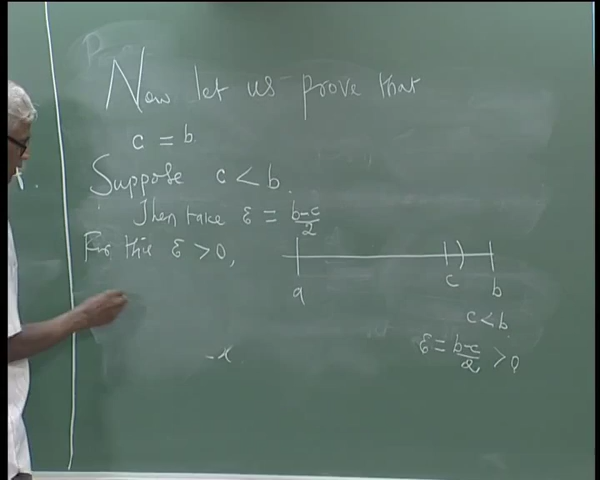 Now let us prove that
c = b.
Suppose c < b.
Then take ε = b-c/2
For this ε > 0,
a c b
c < b
ε = b-c/2 > 0